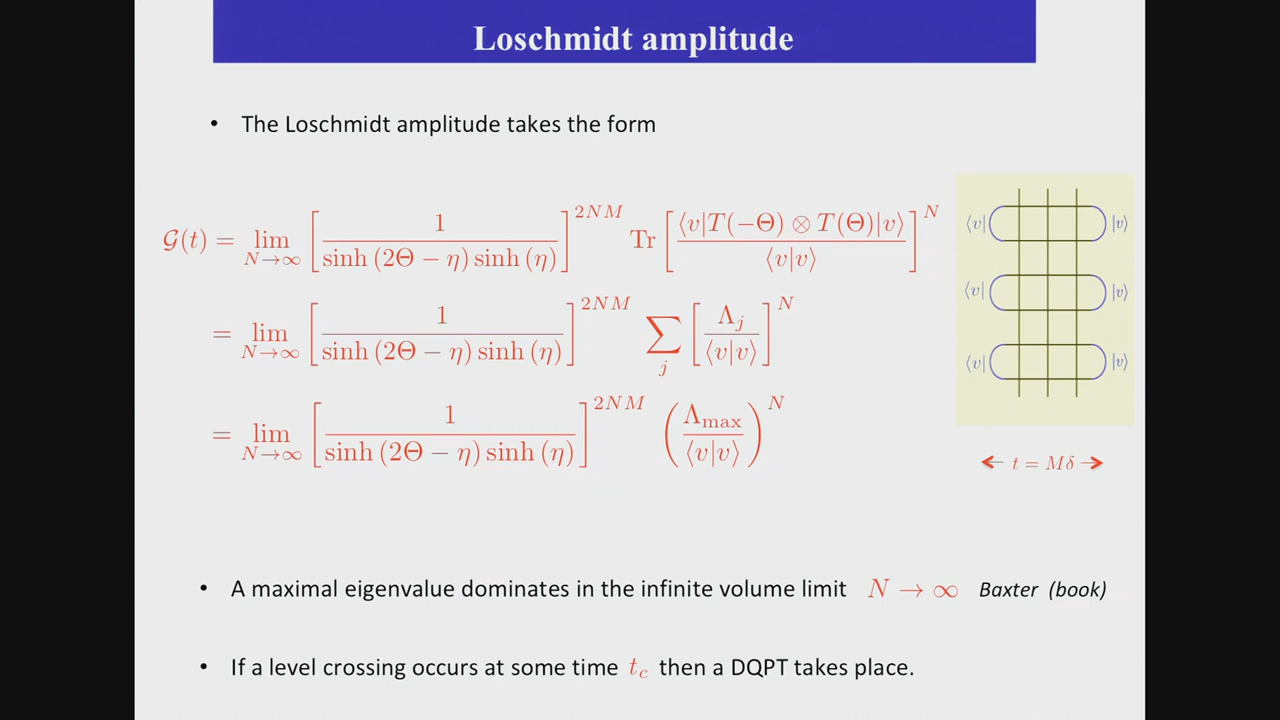 Loschmidt amplitude
• The Loschmidt amplitude takes the form
𝒢(t) = lim_{N→∞} [ 1 / (sinh (2Θ − η) sinh (η)) ]^{2NM} Tr [ ⟨v|T(−Θ) ⊗ T(Θ)|v⟩ / ⟨v|v⟩ ]^N
= lim_{N→∞} [ 1 / (sinh (2Θ − η) sinh (η)) ]^{2NM} ∑_j [ Λ_j / ⟨v|v⟩ ]^N
= lim_{N→∞} [ 1 / (sinh (2Θ − η) sinh (η)) ]^{2NM} ( Λ_max / ⟨v|v⟩ )^N
⟨v| |v⟩
⟨v| |v⟩
⟨v| |v⟩
← t = Mδ →
• A maximal eigenvalue dominates in the infinite volume limit N → ∞ Baxter (book)
• If a level crossing occurs at some time t_c then a DQPT takes place.